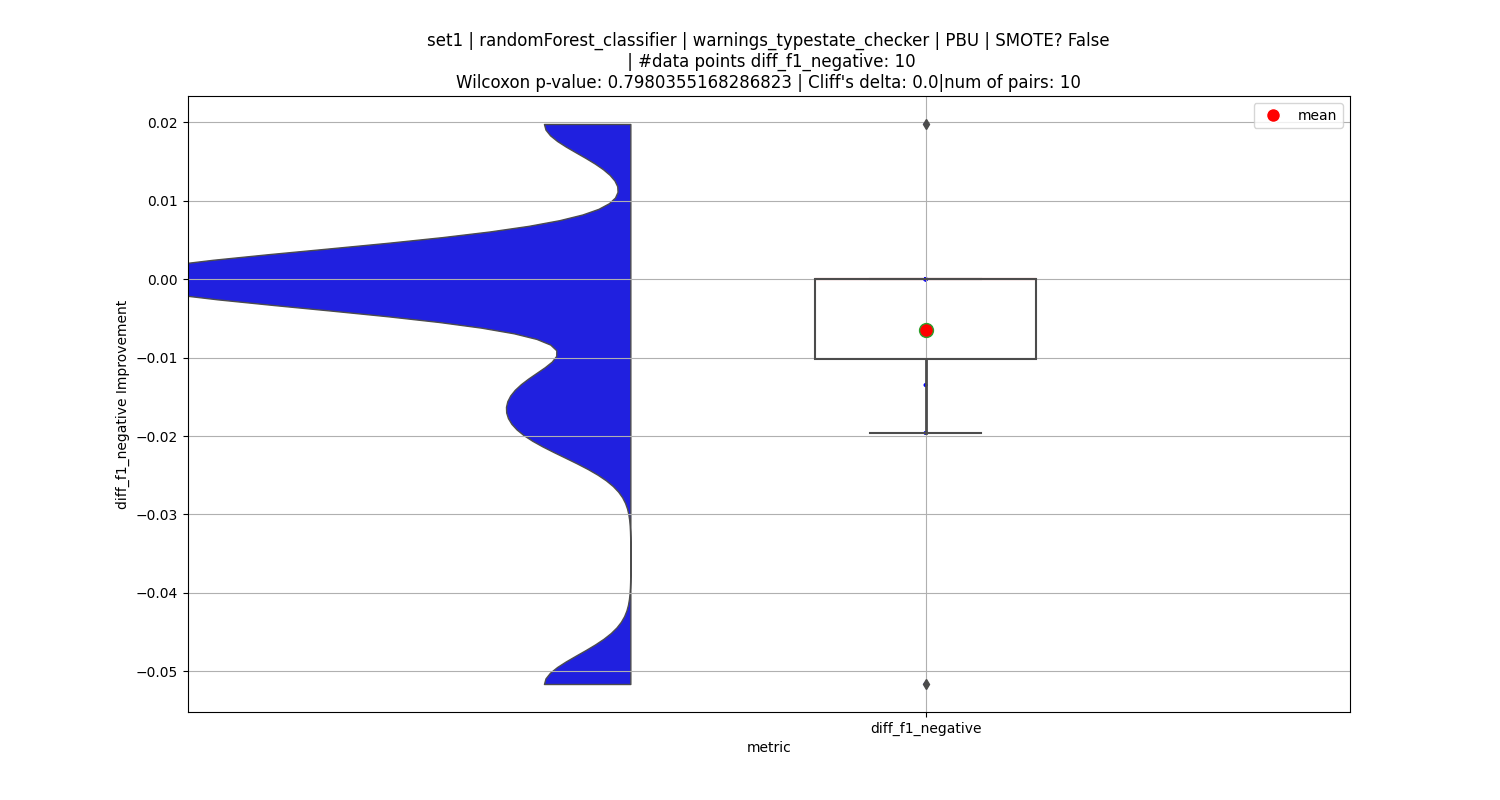 set1 | randomForest_classifier | warnings_typestate_checker | PBU | SMOTE? False
| #data points diff_f1_negative: 10
Wilcoxon p-value: 0.7980355168286823 | Cliff's delta: 0.0|num of pairs: 10
mean
0.02
0.01
0.00
−0.01
−0.02
−0.03
−0.04
−0.05
diff_f1_negative Improvement
diff_f1_negative
metric